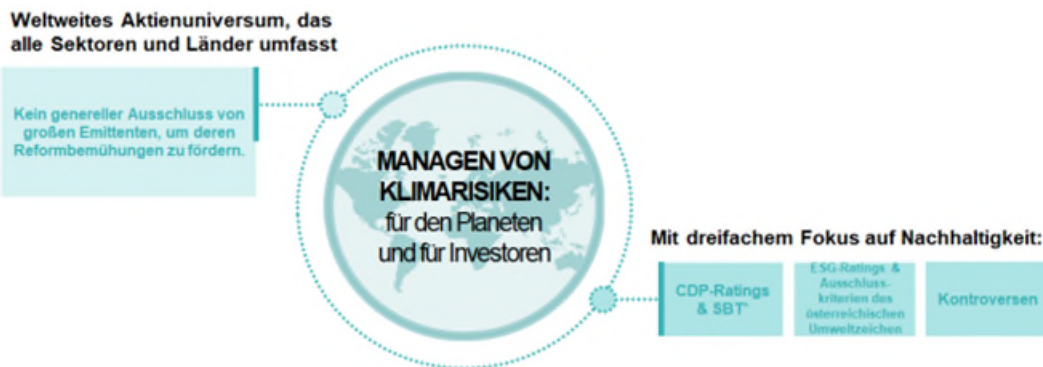 Weltweites Aktienuniversum, das
alle Sektoren und Länder umfasst
Kein genereller Ausschluss von
großen Emittenten, um deren
Reformbemühungen zu fördern.
MANAGEN VON
KLIMARISIKEN:
für den Planeten
und für Investoren
Mit dreifachem Fokus auf Nachhaltigkeit:
CDP-Ratings
& SBT*
ESG-Ratings &
Ausschluss-
kriterien des
österreichischen
Umweltzeichen
Kontroversen